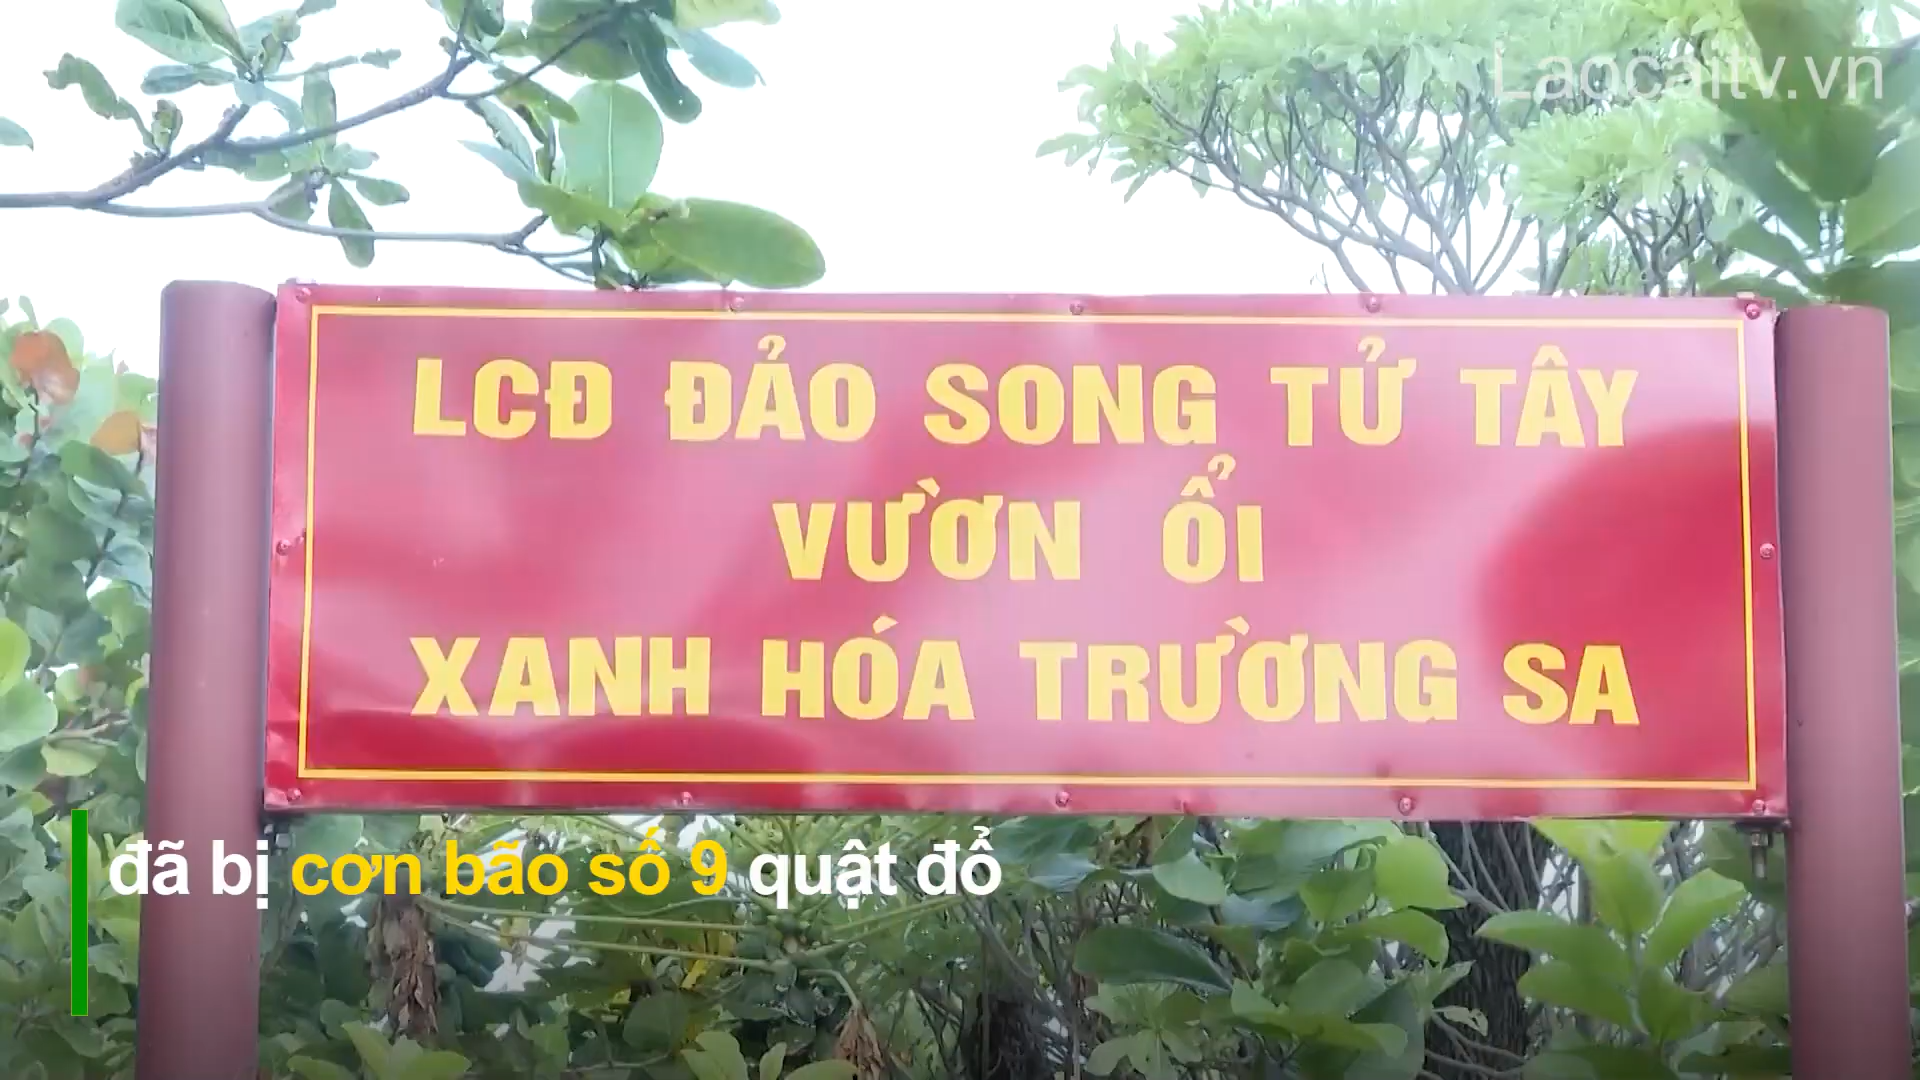 Laocaitv.vn
LCĐ ĐẢO SONG TỬ TÂY
VƯỜN ỔI
XANH HÓA TRƯỜNG SA
đã bị cơn bão số 9 quật đổ